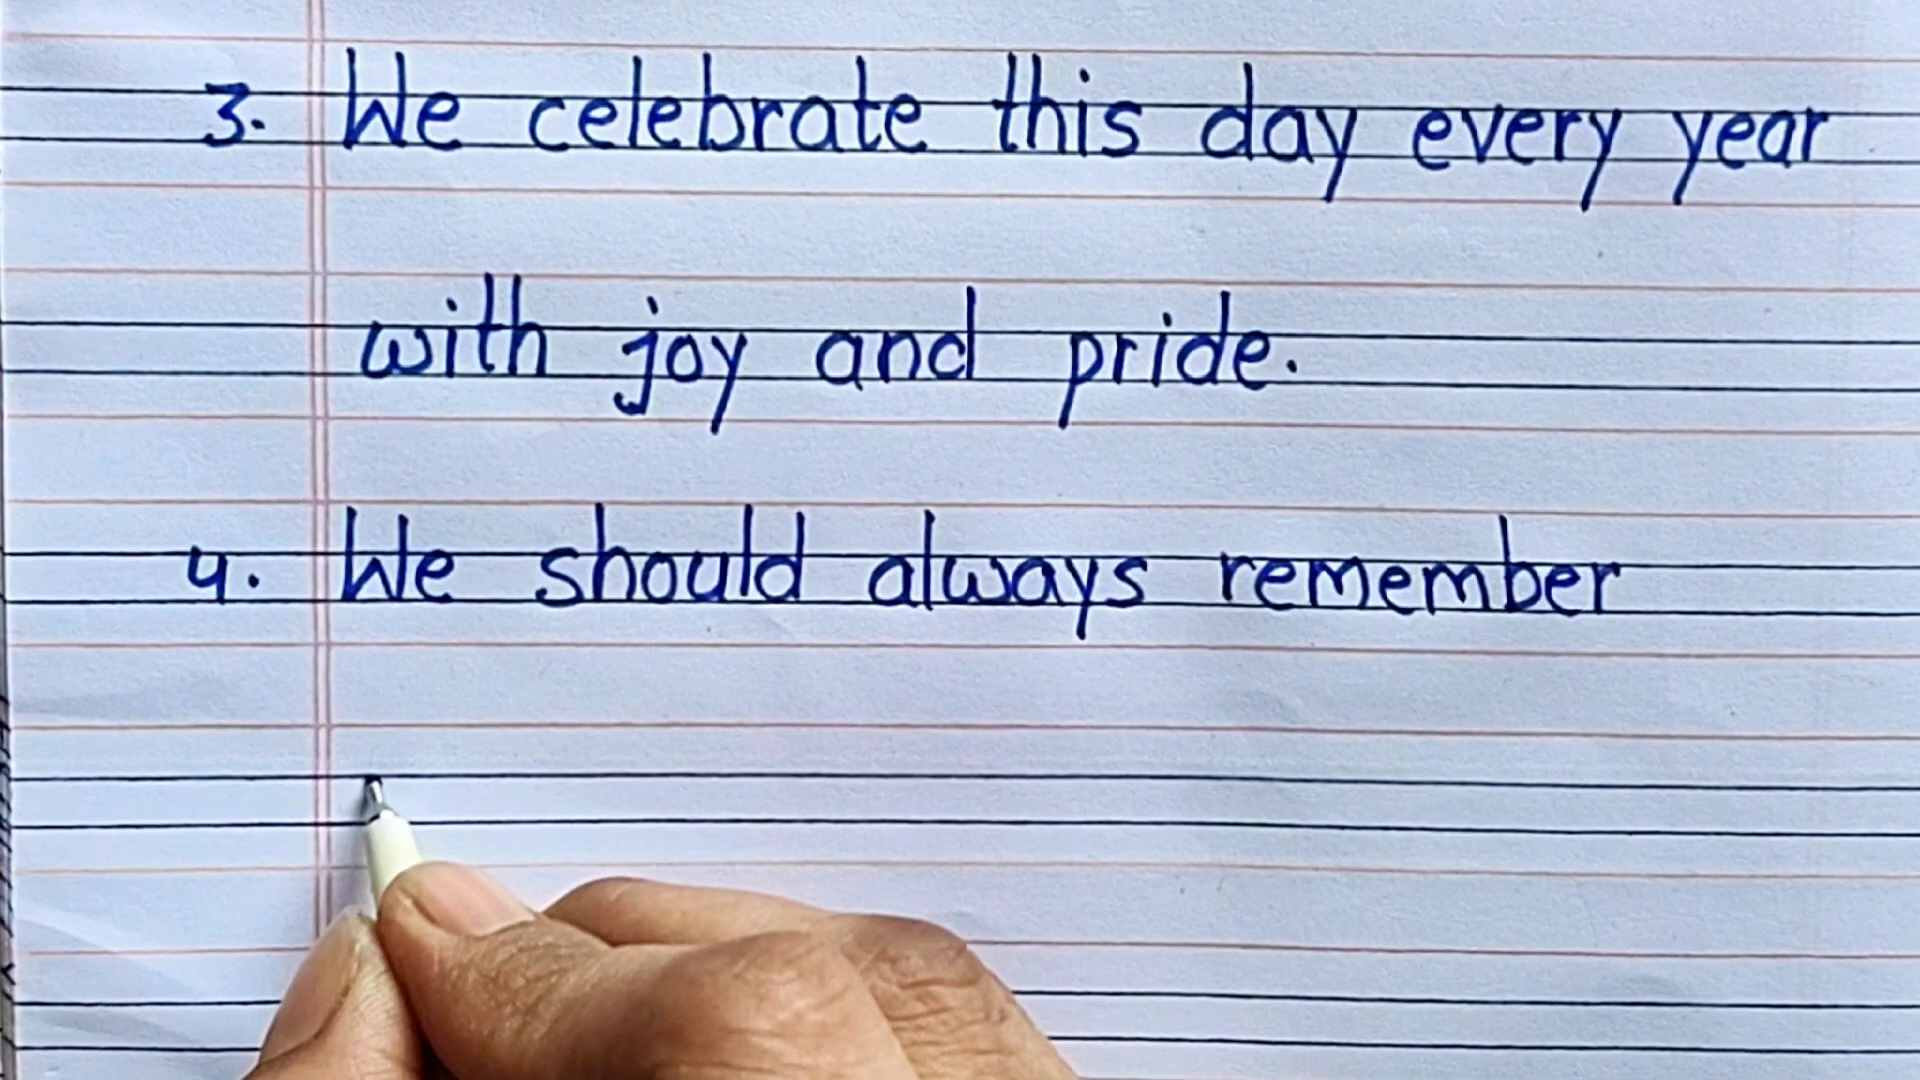 3. We celebrate this day every year
with joy and pride.
4. We should always remember